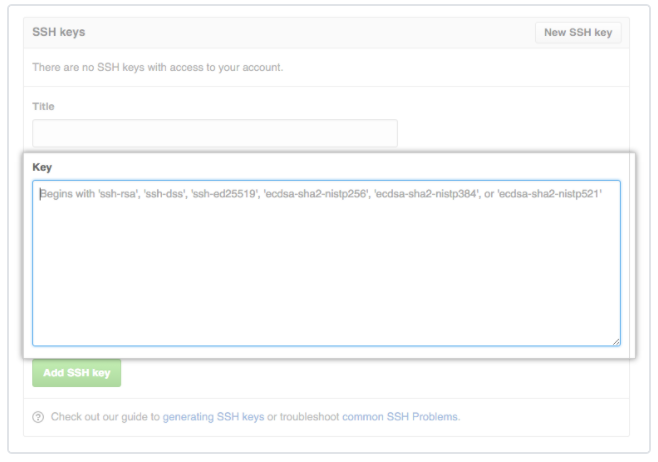 SSH keys
New SSH key
There are no SSH keys with access to your account.
Title
Key
Begins with 'ssh-rsa', 'ssh-dss', 'ssh-ed25519', 'ecdsa-sha2-nistp256', 'ecdsa-sha2-nistp384', or 'ecdsa-sha2-nistp521'
Add SSH key
Check out our guide to generating SSH keys or troubleshoot common SSH Problems.